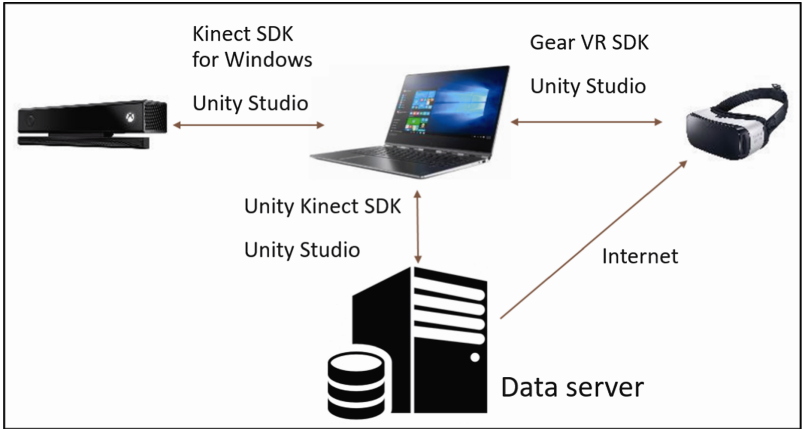 Kinect SDK
for Windows
Unity Studio
Gear VR SDK
Unity Studio
Unity Kinect SDK
Unity Studio
Internet
Data server